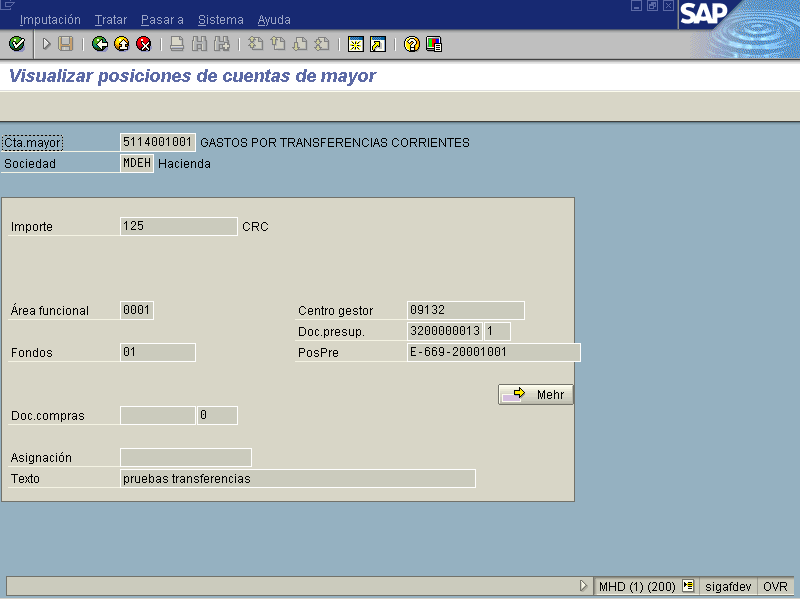 Imputación Tratar Pasar a Sistema Ayuda
SAP
Visualizar posiciones de cuentas de mayor
Cta.mayor 5114001001 GASTOS POR TRANSFERENCIAS CORRIENTES
Sociedad MDEH Hacienda
Importe 125 CRC
Área funcional 0001 Centro gestor 09132
Doc.presup. 3200000013 1
Fondos 01 PosPre E-669-20001001
Mehr
Doc.compras 0
Asignación
Texto pruebas transferencias
MHD (1) (200) sigafdev OVR